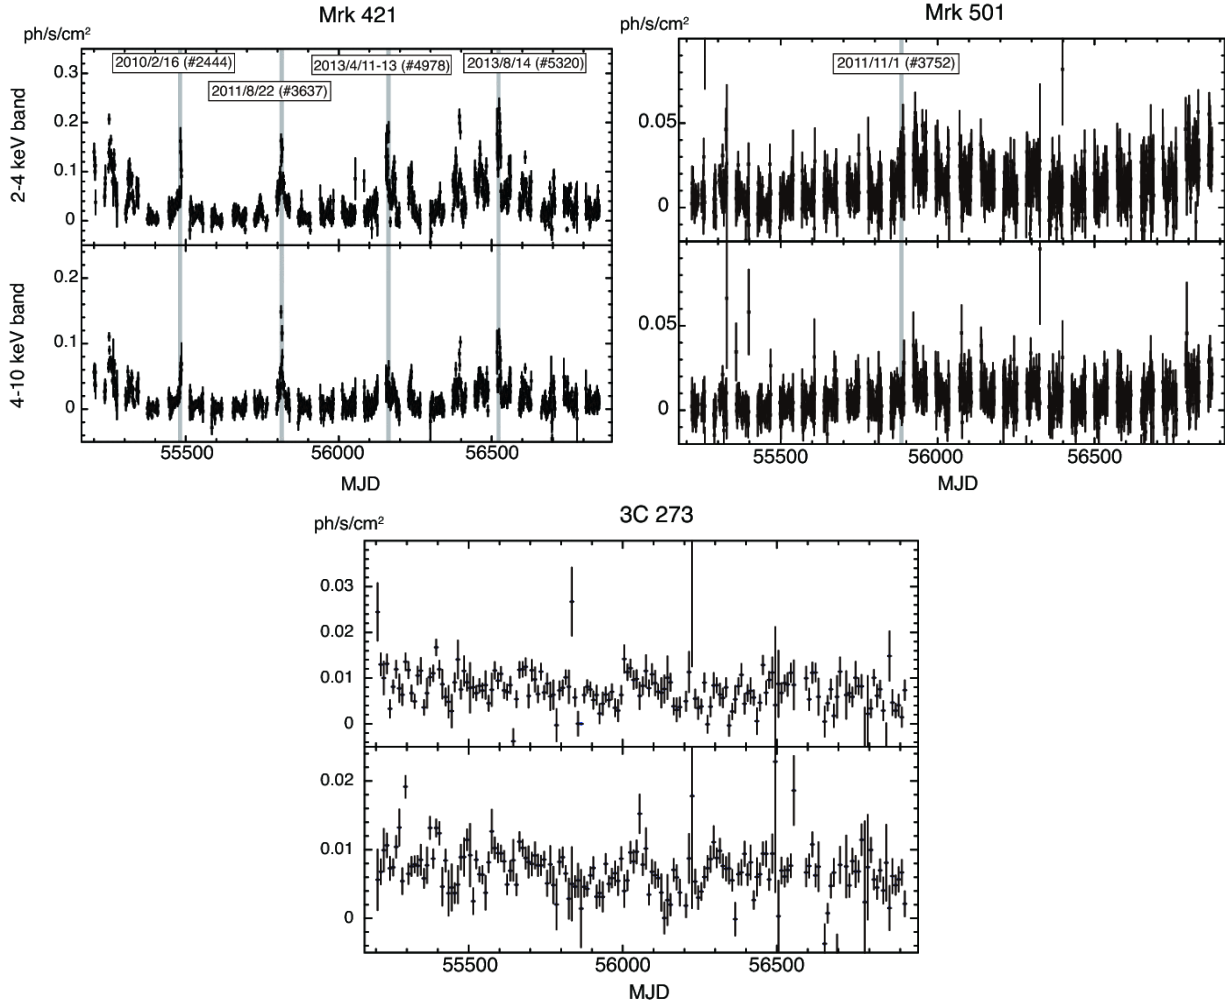 Mrk 421
ph/s/cm²
2-4 keV band
4-10 keV band
2010/2/16 (#2444)
2011/8/22 (#3637)
2013/4/11-13 (#4978)
2013/8/14 (#5320)
0.3
0.2
0.1
0
0.2
0.1
0
55500 56000 56500
MJD
Mrk 501
ph/s/cm²
2011/11/1 (#3752)
0.05
0
0.05
0
55500 56000 56500
MJD
3C 273
ph/s/cm²
0.03
0.02
0.01
0
0.02
0.01
0
55500 56000 56500
MJD